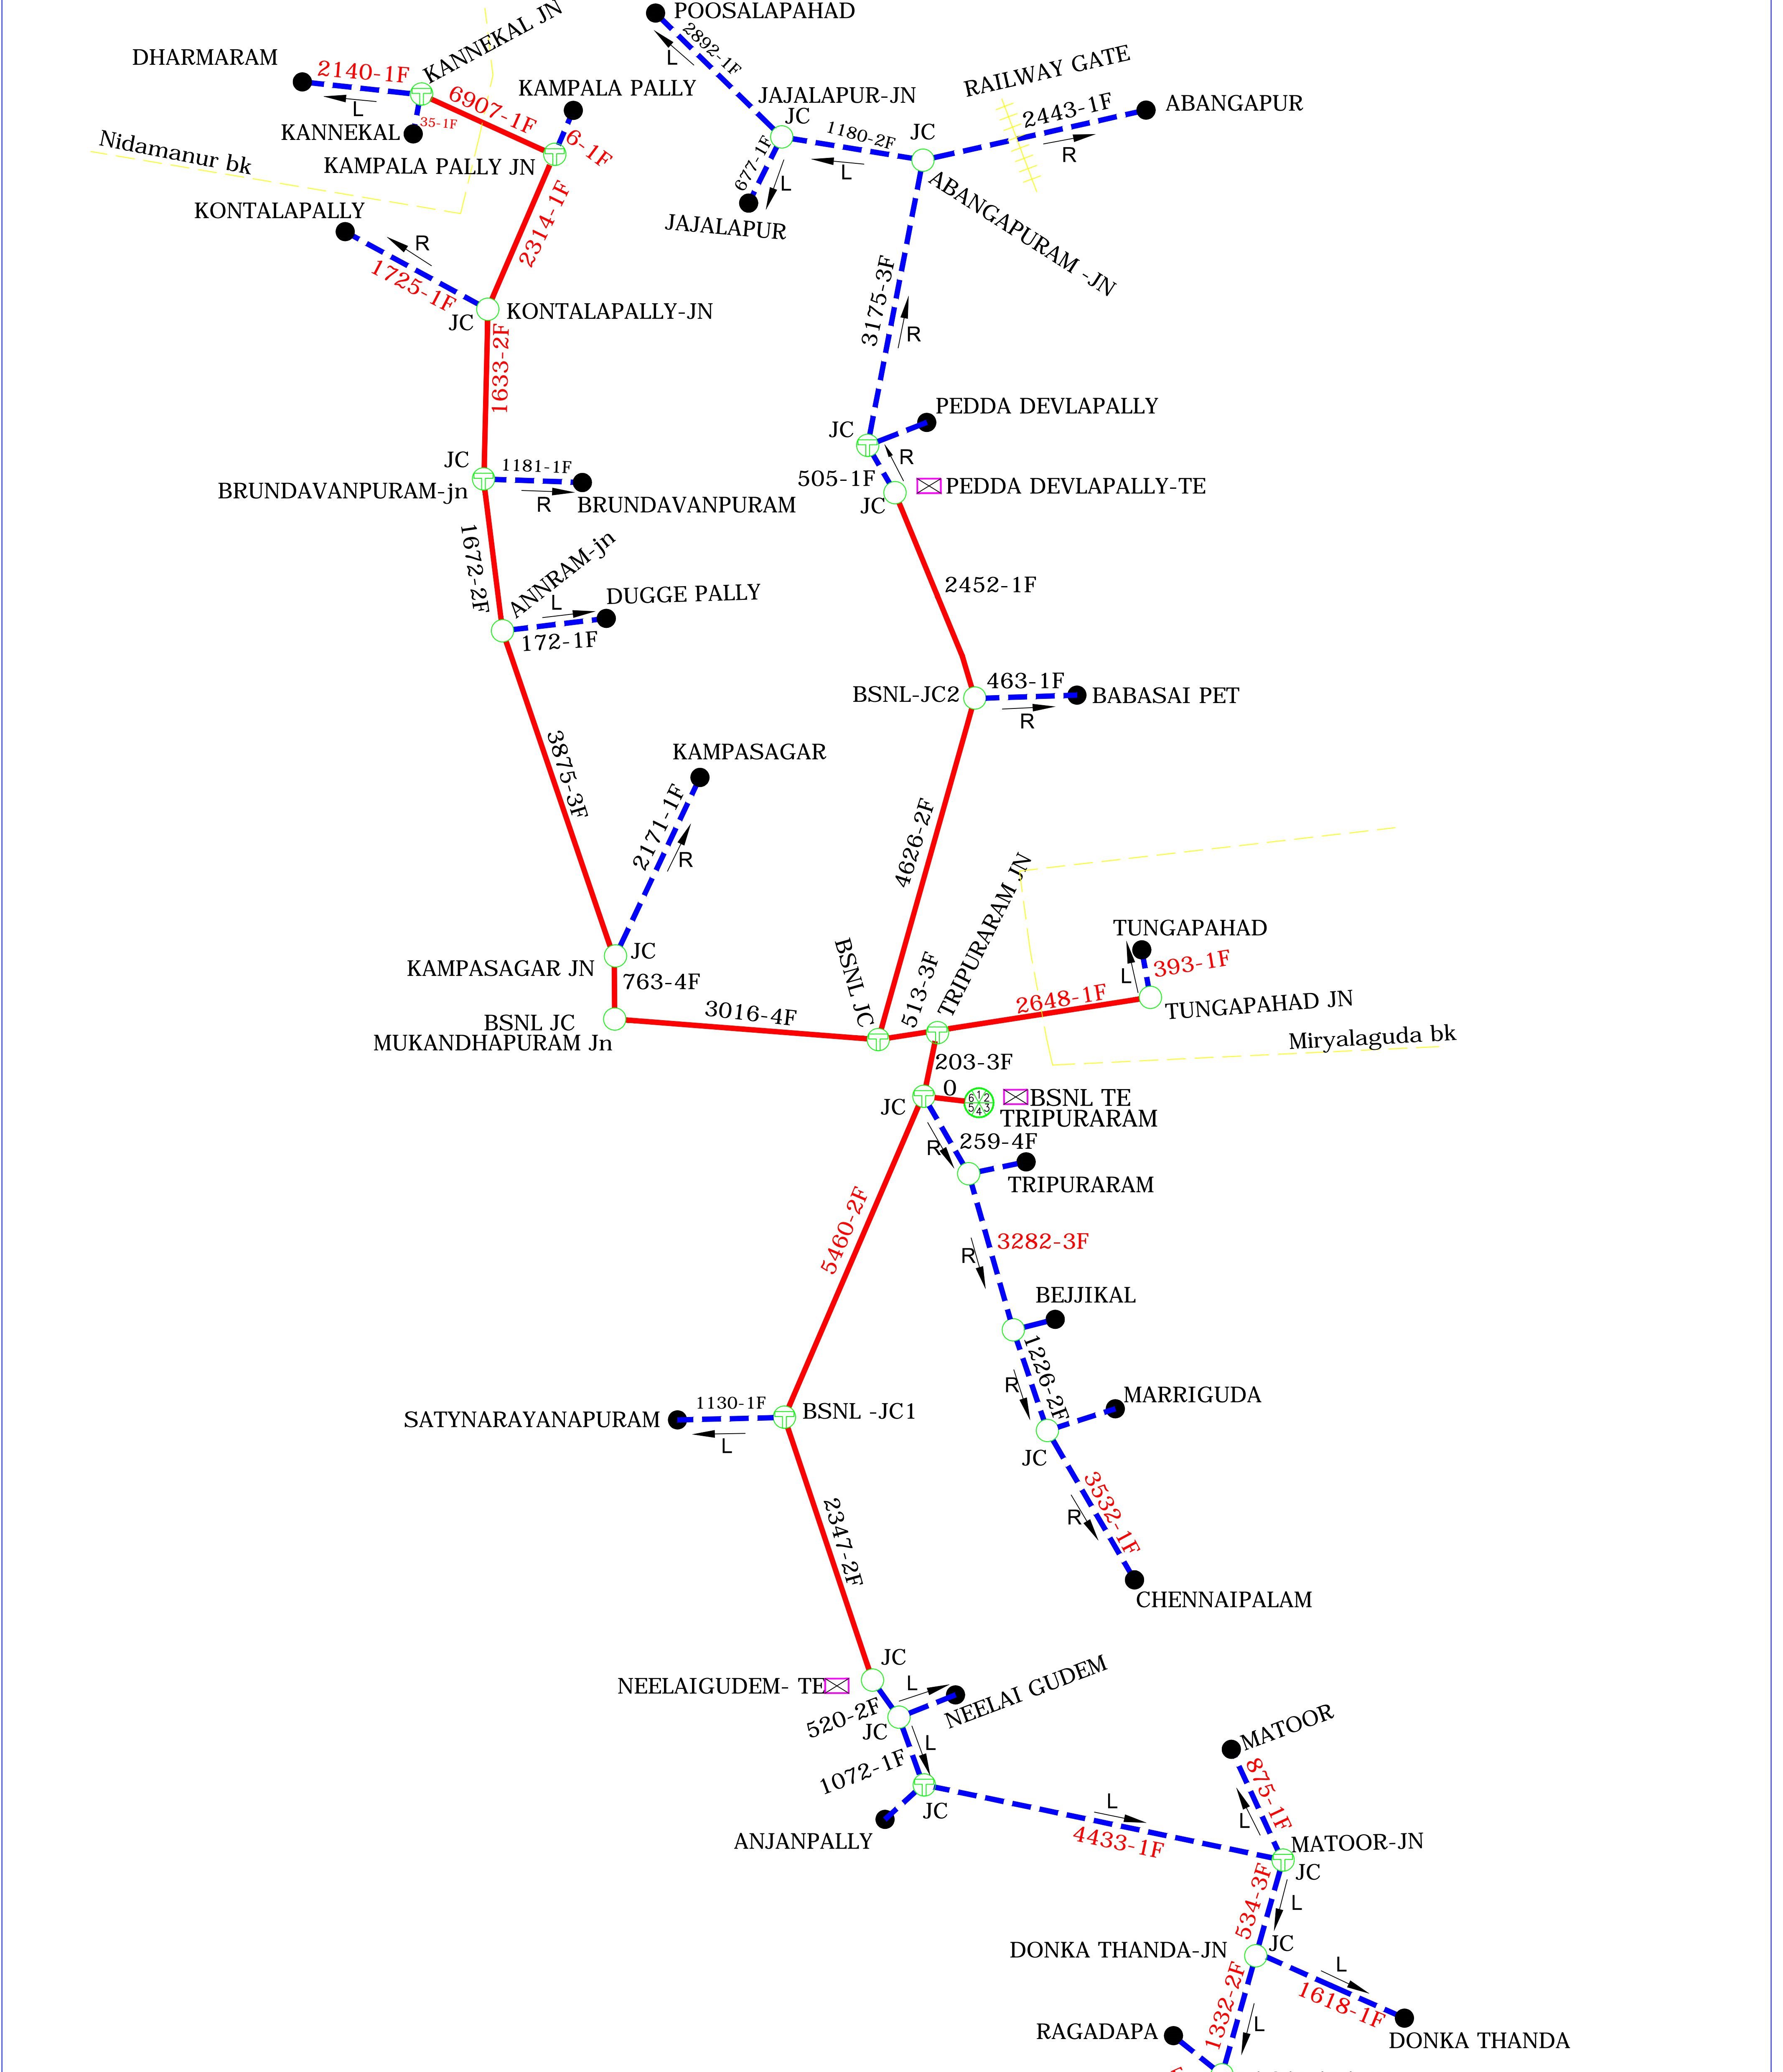 POOSALAPAHAD
KANNEKAL JN
DHARMARAM
2140-1F
L
2892-1F
L
RAILWAY GATE
6907-1F
KAMPALA PALLY
JAJALAPUR-JN
JC
ABANGAPUR
2443-1F
R
KANNEKAL
35-1F
6-1F
1180-2F
L
JC
Nidamanur bk
KAMPALA PALLY JN
677-1F
L
ABANGAPURAM -JN
KONTALAPALLY
JAJALAPUR
2314-1F
R
1725-1F
KONTALAPALLY-JN
JC
3175-3F
R
1633-2F
PEDDA DEVLAPALLY
JC
JC
1181-1F
R
BRUNDAVANPURAM-jn
BRUNDAVANPURAM
R
505-1F
JC
PEDDA DEVLAPALLY-TE
1672-2F
ANNRAM-jn
L
DUGGE PALLY
172-1F
2452-1F
BSNL-JC2
463-1F
BABASAI PET
R
KAMPASAGAR
3875-3F
2171-1F
R
4626-2F
TRIPURARAM JN
TUNGAPAHAD
JC
KAMPASAGAR JN
763-4F
BSNL JC
513-3F
393-1F
L
2648-1F
TUNGAPAHAD JN
3016-4F
BSNL JC
MUKANDHAPURAM Jn
Miryalaguda bk
203-3F
0
JC
6 1 2
5 4 3
BSNL TE
TRIPURARAM
R
259-4F
TRIPURARAM
5460-2F
3282-3F
R
BEJJIKAL
1226-2F
R
MARRIGUDA
1130-1F
SATYNARAYANAPURAM
BSNL -JC1
L
JC
3532-1F
R
2347-2F
CHENNAIPALAM
JC
NEELAIGUDEM- TE
L
NEELAI GUDEM
520-2F
JC
L
1072-1F
MATOOR
875-1F
L
JC
L
4433-1F
ANJANPALLY
MATOOR-JN
JC
534-3F
L
DONKA THANDA-JN
JC
L
1618-1F
1332-2F
L
RAGADAPA
DONKA THANDA